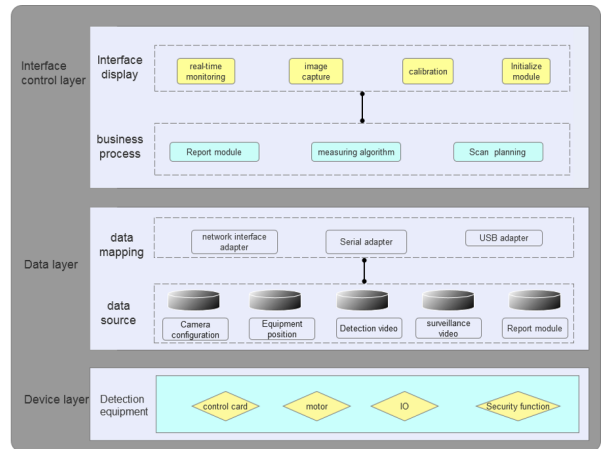 Interface
control layer
Interface
display
real-time
monitoring
image
capture
calibration
Initialize
module
business
process
Report module
measuring algorithm
Scan planning
Data layer
data
mapping
network interface
adapter
Serial adapter
USB adapter
data
source
Camera
configuration
Equipment
position
Detection video
surveillance
video
Report module
Device layer
Detection
equipment
control card
motor
IO
Security function